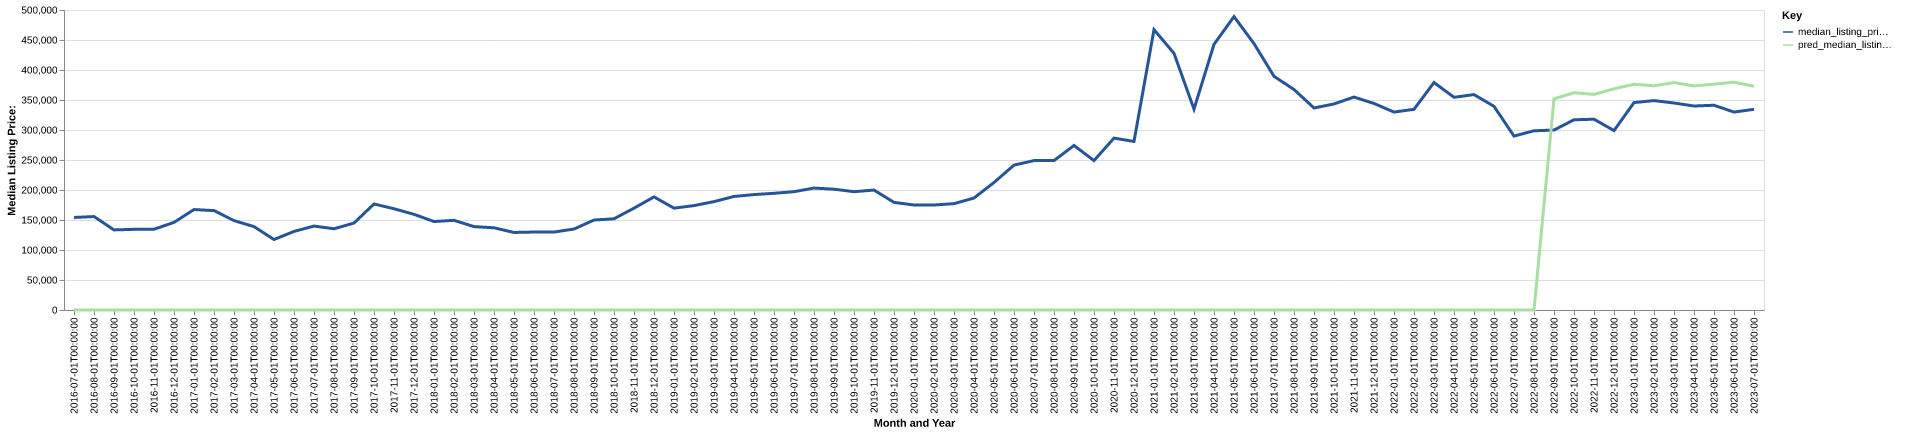 500,000
450,000
400,000
350,000
300,000
250,000
200,000
150,000
100,000
50,000
0
Median Listing Price:
2016-07-01T00:00:00
2016-08-01T00:00:00
2016-09-01T00:00:00
2016-10-01T00:00:00
2016-11-01T00:00:00
2016-12-01T00:00:00
2017-01-01T00:00:00
2017-02-01T00:00:00
2017-03-01T00:00:00
2017-04-01T00:00:00
2017-05-01T00:00:00
2017-06-01T00:00:00
2017-07-01T00:00:00
2017-08-01T00:00:00
2017-09-01T00:00:00
2017-10-01T00:00:00
2017-11-01T00:00:00
2017-12-01T00:00:00
2018-01-01T00:00:00
2018-02-01T00:00:00
2018-03-01T00:00:00
2018-04-01T00:00:00
2018-05-01T00:00:00
2018-06-01T00:00:00
2018-07-01T00:00:00
2018-08-01T00:00:00
2018-09-01T00:00:00
2018-10-01T00:00:00
2018-11-01T00:00:00
2018-12-01T00:00:00
2019-01-01T00:00:00
2019-02-01T00:00:00
2019-03-01T00:00:00
2019-04-01T00:00:00
2019-05-01T00:00:00
2019-06-01T00:00:00
2019-07-01T00:00:00
2019-08-01T00:00:00
2019-09-01T00:00:00
2019-10-01T00:00:00
2019-11-01T00:00:00
2019-12-01T00:00:00
2020-01-01T00:00:00
2020-02-01T00:00:00
2020-03-01T00:00:00
2020-04-01T00:00:00
2020-05-01T00:00:00
2020-06-01T00:00:00
2020-07-01T00:00:00
2020-08-01T00:00:00
2020-09-01T00:00:00
2020-10-01T00:00:00
2020-11-01T00:00:00
2020-12-01T00:00:00
2021-01-01T00:00:00
2021-02-01T00:00:00
2021-03-01T00:00:00
2021-04-01T00:00:00
2021-05-01T00:00:00
2021-06-01T00:00:00
2021-07-01T00:00:00
2021-08-01T00:00:00
2021-09-01T00:00:00
2021-10-01T00:00:00
2021-11-01T00:00:00
2021-12-01T00:00:00
2022-01-01T00:00:00
2022-02-01T00:00:00
2022-03-01T00:00:00
2022-04-01T00:00:00
2022-05-01T00:00:00
2022-06-01T00:00:00
2022-07-01T00:00:00
2022-08-01T00:00:00
2022-09-01T00:00:00
2022-10-01T00:00:00
2022-11-01T00:00:00
2022-12-01T00:00:00
2023-01-01T00:00:00
2023-02-01T00:00:00
2023-03-01T00:00:00
2023-04-01T00:00:00
2023-05-01T00:00:00
2023-06-01T00:00:00
2023-07-01T00:00:00
Month and Year
Key
median_listing_pri…
pred_median_listin…